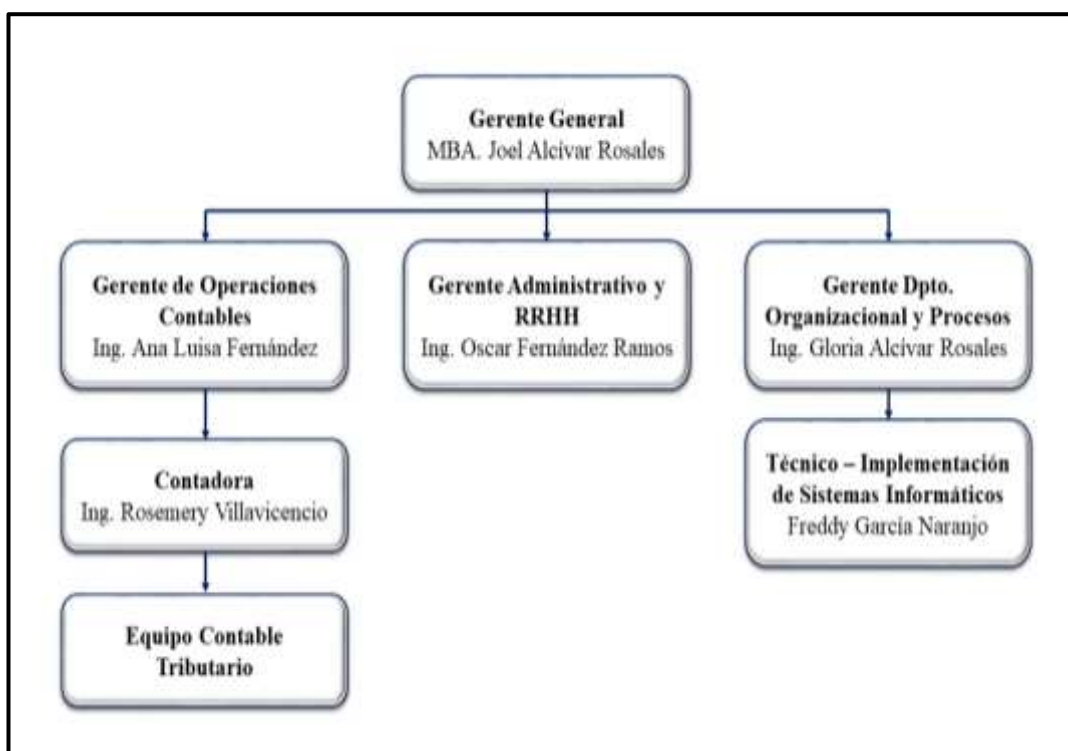 Gerente General
MBA. Joel Alcívar Rosales
Gerente de Operaciones
Contables
Ing. Ana Luisa Fernández
Gerente Administrativo y
RRHH
Ing. Oscar Fernández Ramos
Gerente Dpto.
Organizacional y Procesos
Ing. Gloria Alcívar Rosales
Contadora
Ing. Rosemery Villavicencio
Técnico – Implementación
de Sistemas Informáticos
Freddy García Naranjo
Equipo Contable
Tributario